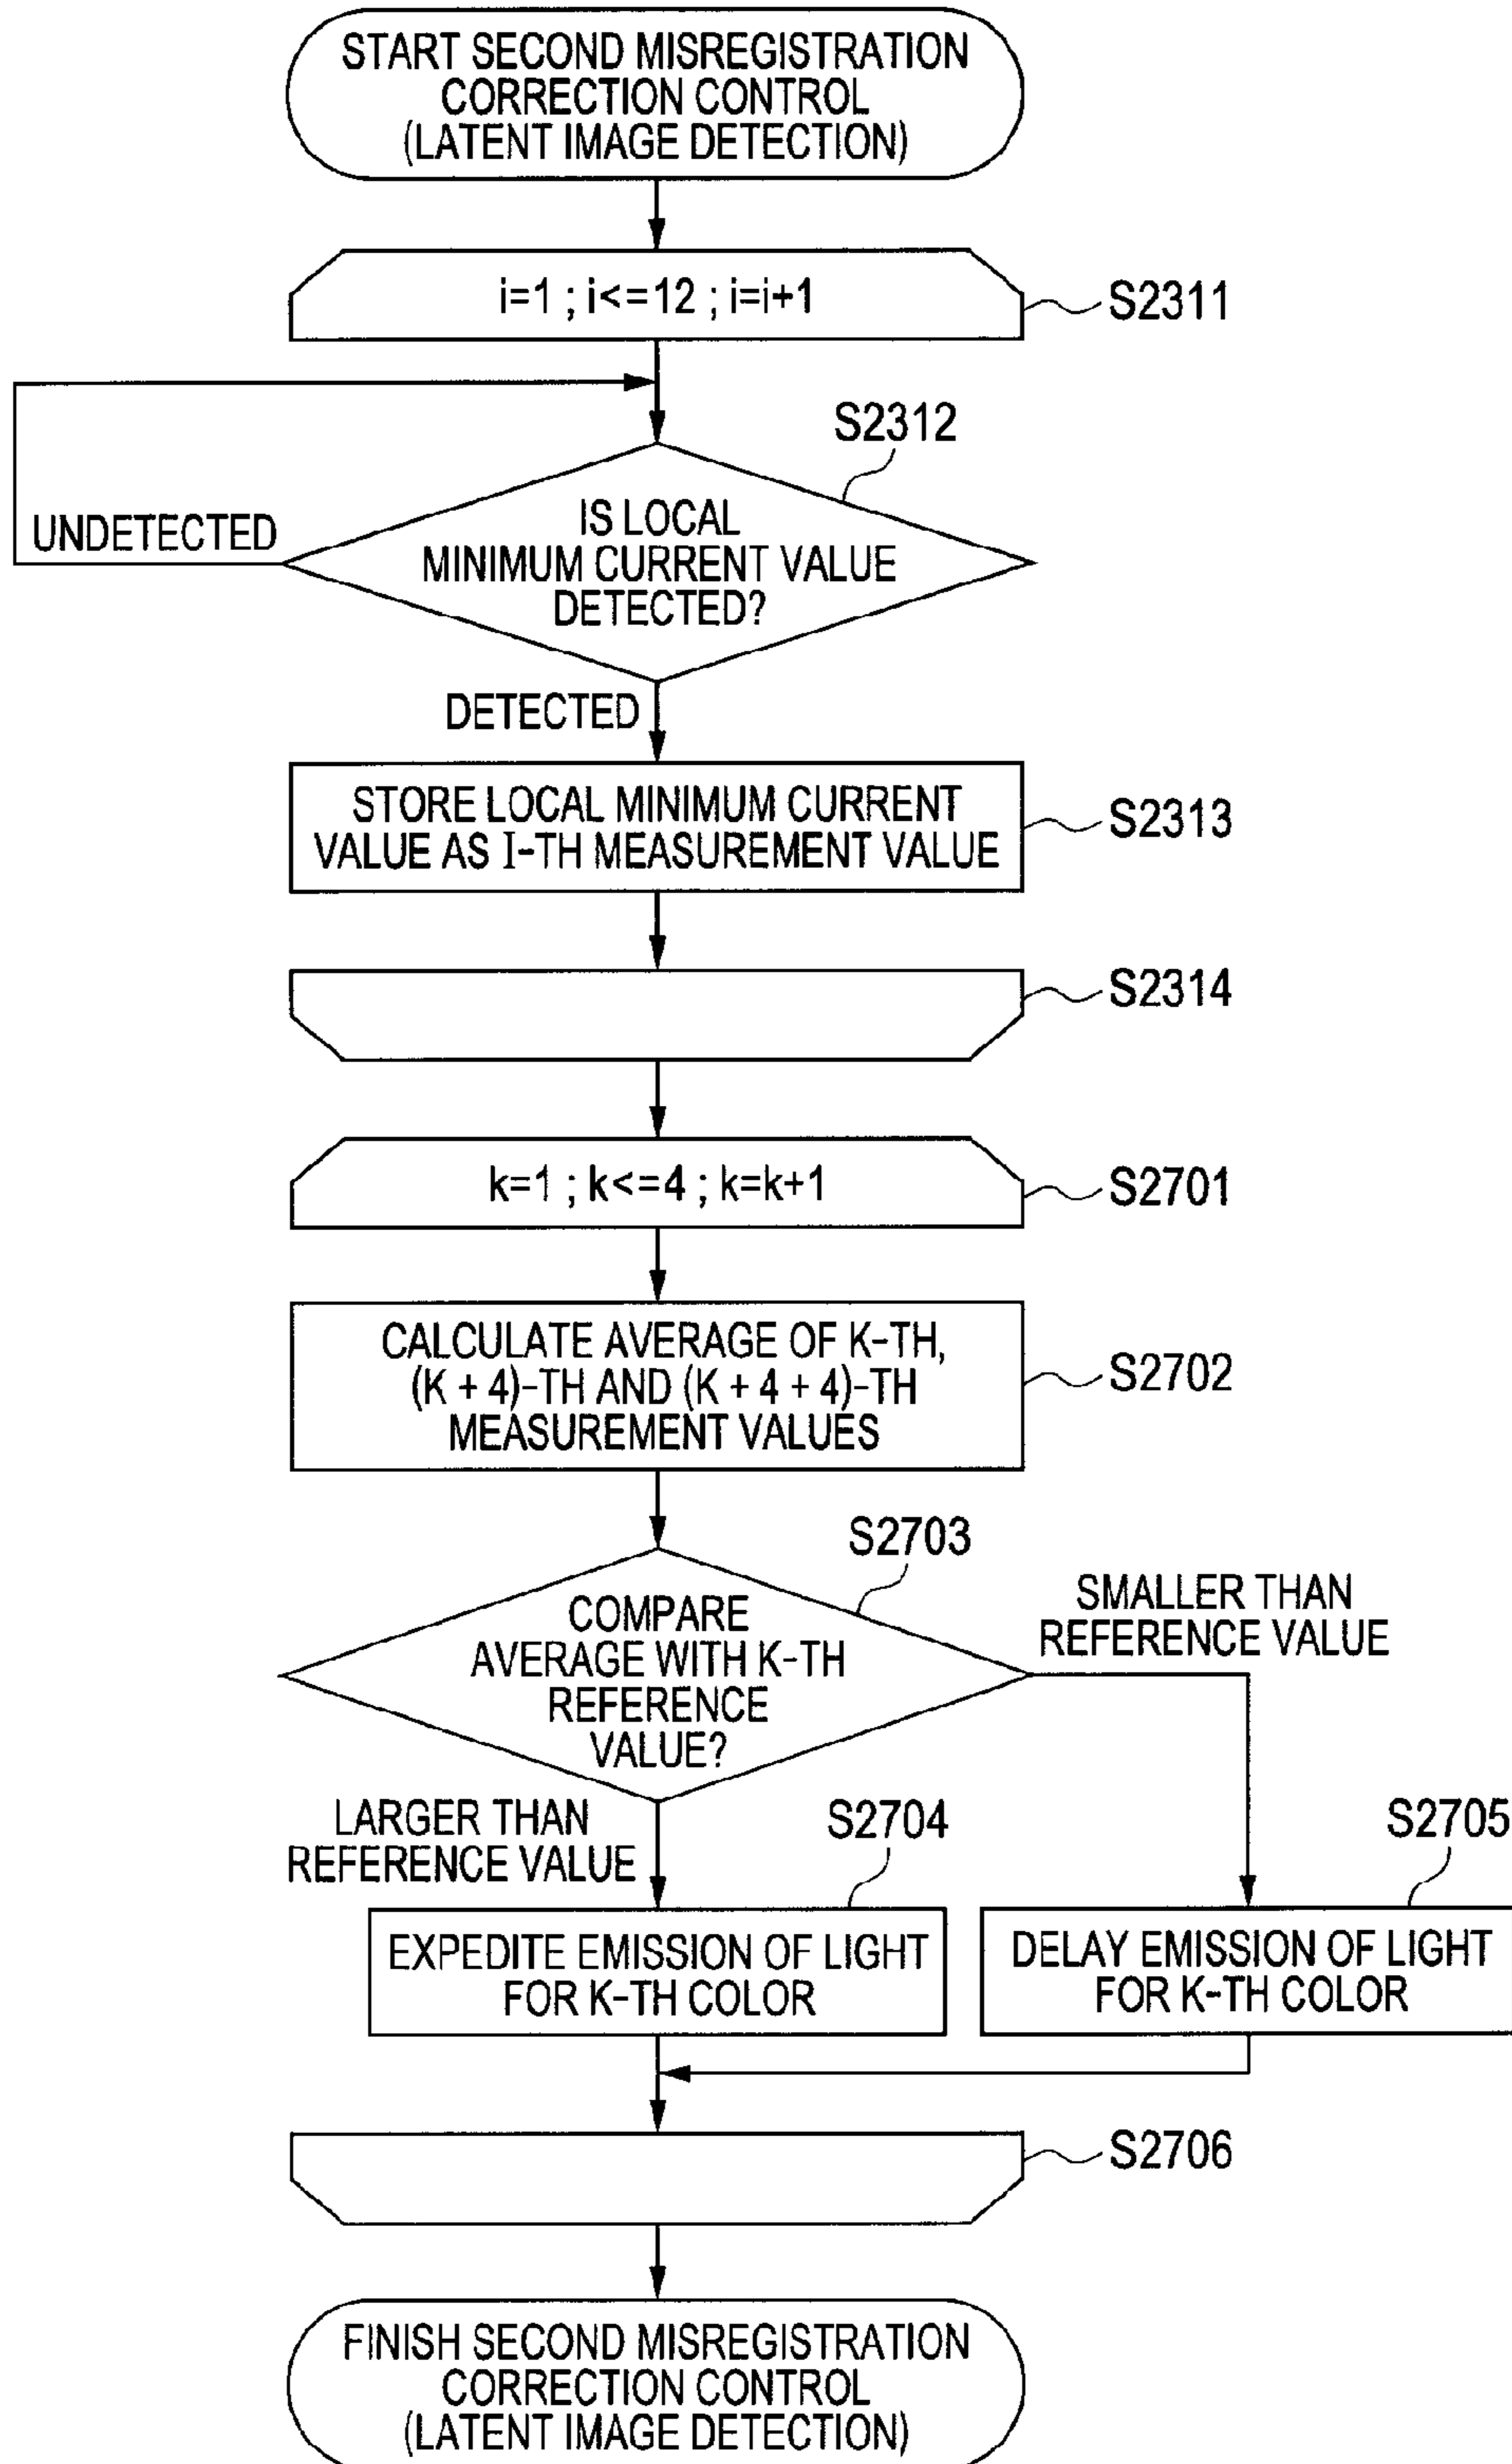 START SECOND MISREGISTRATION
CORRECTION CONTROL
(LATENT IMAGE DETECTION)
i=1 ; i<=12 ; i=i+1
S2311
S2312
IS LOCAL
MINIMUM CURRENT VALUE
DETECTED?
UNDETECTED
DETECTED
STORE LOCAL MINIMUM CURRENT
VALUE AS I-TH MEASUREMENT VALUE
S2313
S2314
k=1 ; k<=4 ; k=k+1
S2701
CALCULATE AVERAGE OF K-TH,
(K + 4)-TH AND (K + 4 + 4)-TH
MEASUREMENT VALUES
S2702
S2703
COMPARE
AVERAGE WITH K-TH
REFERENCE
VALUE?
SMALLER THAN
REFERENCE VALUE
LARGER THAN
REFERENCE VALUE
S2704
S2705
EXPEDITE EMISSION OF LIGHT
FOR K-TH COLOR
DELAY EMISSION OF LIGHT
FOR K-TH COLOR
S2706
FINISH SECOND MISREGISTRATION
CORRECTION CONTROL
(LATENT IMAGE DETECTION)